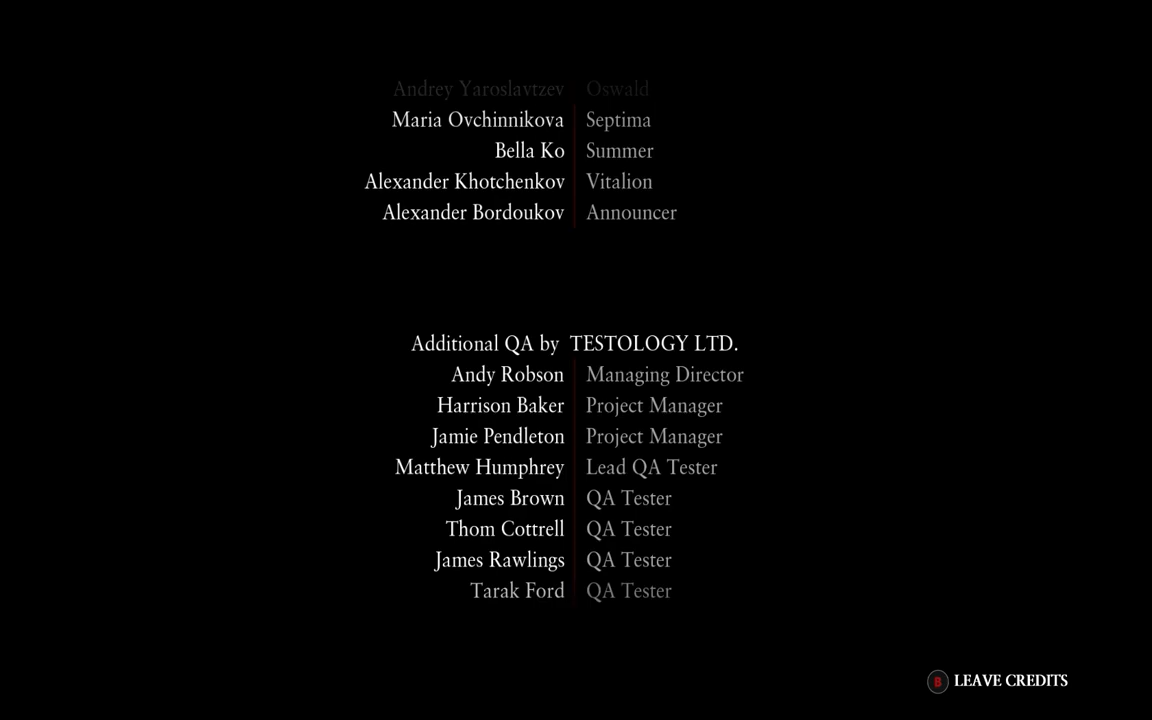 Andrey Yaroslavtzev Oswald
Maria Ovchinnikova Septima
Bella Ko Summer
Alexander Khotchenkov Vitalion
Alexander Bordoukov Announcer
Additional QA by TESTOLOGY LTD.
Andy Robson Managing Director
Harrison Baker Project Manager
Jamie Pendleton Project Manager
Matthew Humphrey Lead QA Tester
James Brown QA Tester
Thom Cottrell QA Tester
James Rawlings QA Tester
Tarak Ford QA Tester
B LEAVE CREDITS